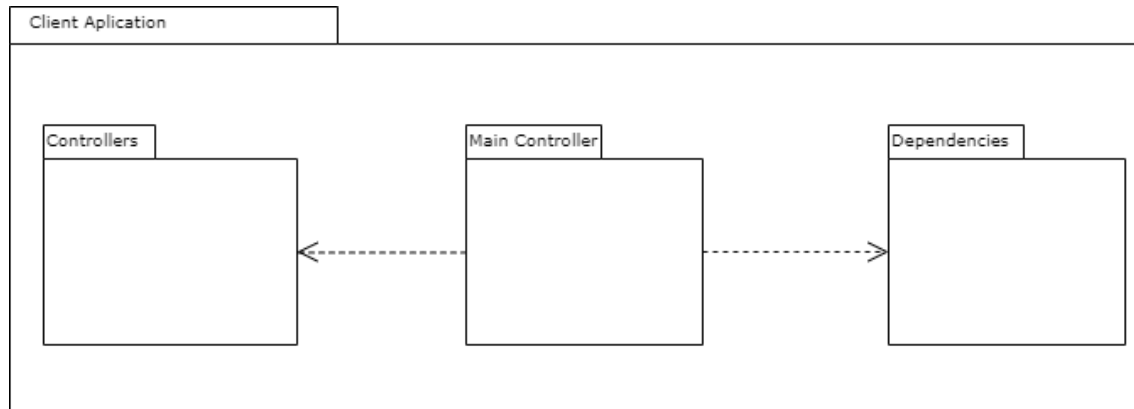 Client Aplication
Controllers
Main Controller
Dependencies